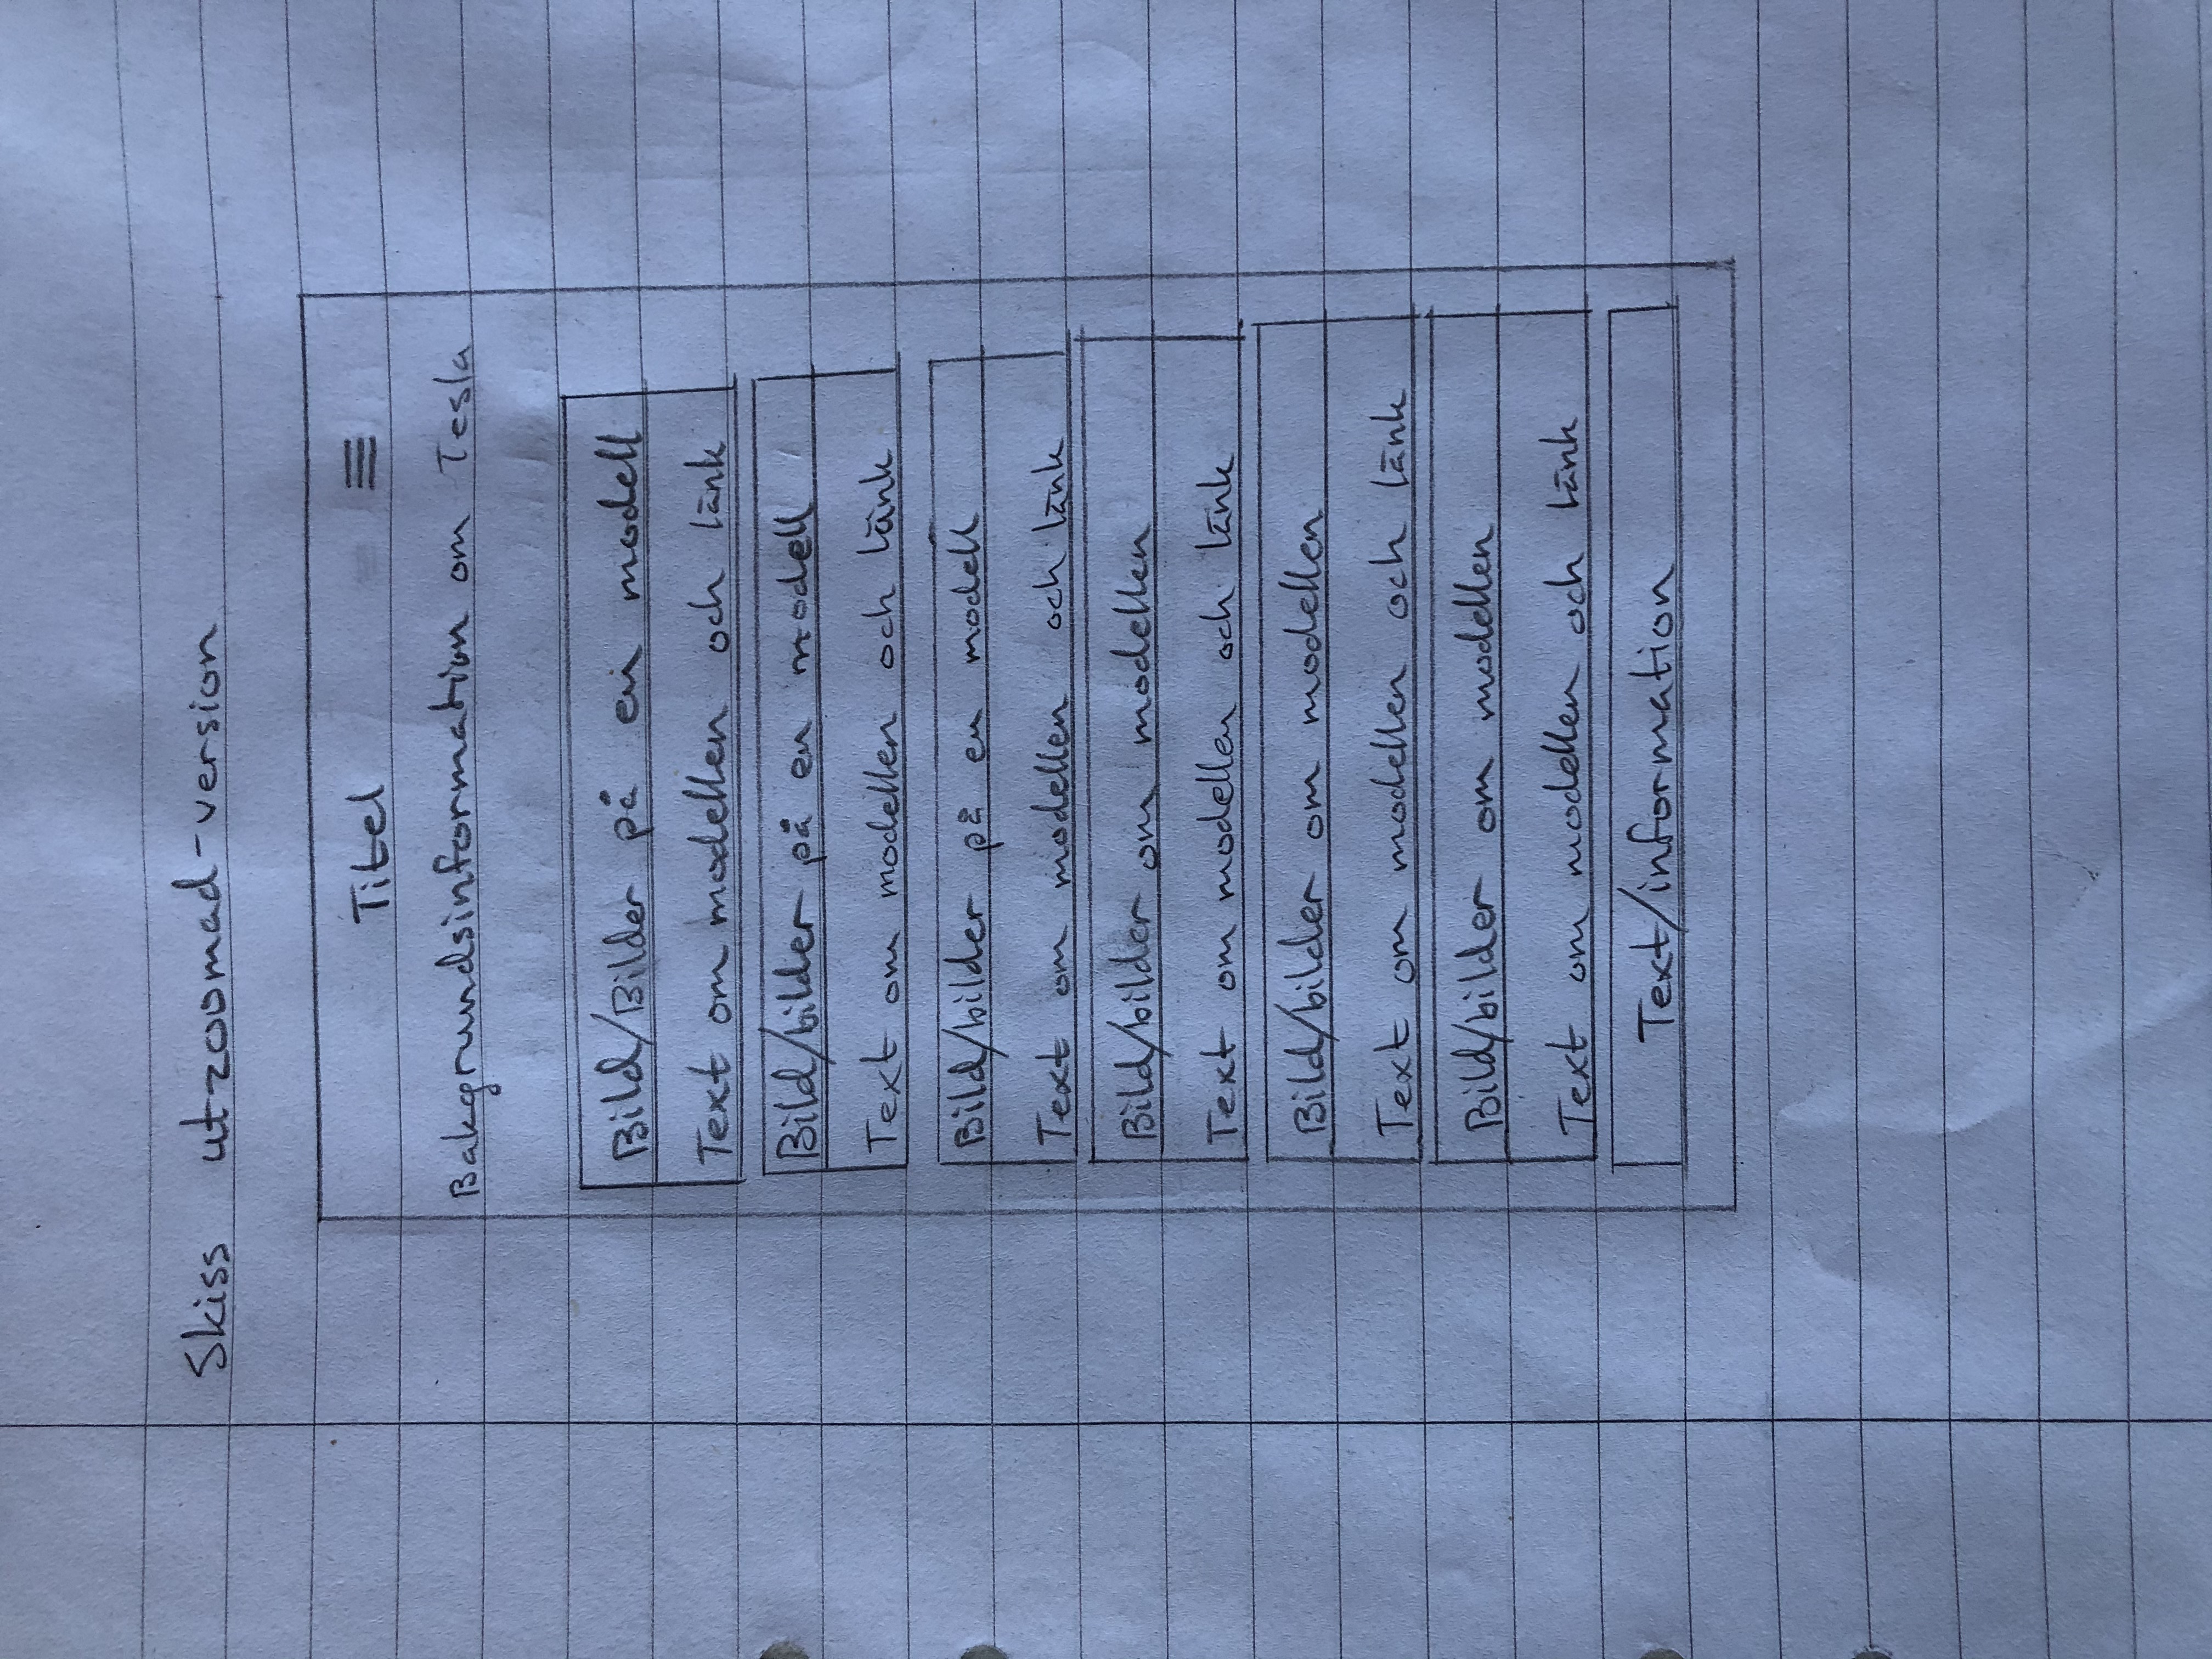 Skiss utzoomad-version
Titel
Bakgrundsinformation om Tesla
Bild/Bilder på en modell
Text om modellen och länk
Bild/bilder på en modell
Text om modellen och länk
Bild/bilder på en modell
Text om modellen och länk
Bild/bilder om modellen
Text om modellen och länk
Bild/bilder om modellen
Text om modellen och länk
Bild/bilder om modellen
Text om modellen och länk
Text/information